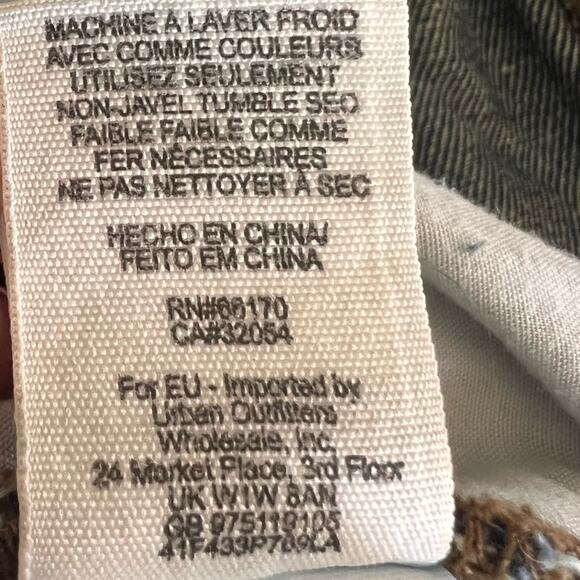 MACHINE A LAVER FROID
AVEC COMME COULEURS
UTILISEZ SEULEMENT
NON-JAVEL TUMBLE SEO
FAIBLE FAIBLE COMME
FER NÉCESSAIRES
NE PAS NETTOYER À SEC
HECHO EN CHINA/
FEITO EM CHINA
RN#66170
CA#32054
For EU - Imported by
Urban Outfitters
Wholesale, Inc.
24 Market Place, 3rd Floor
UK W1W 8AN
GB 975119105
41F433P789LA